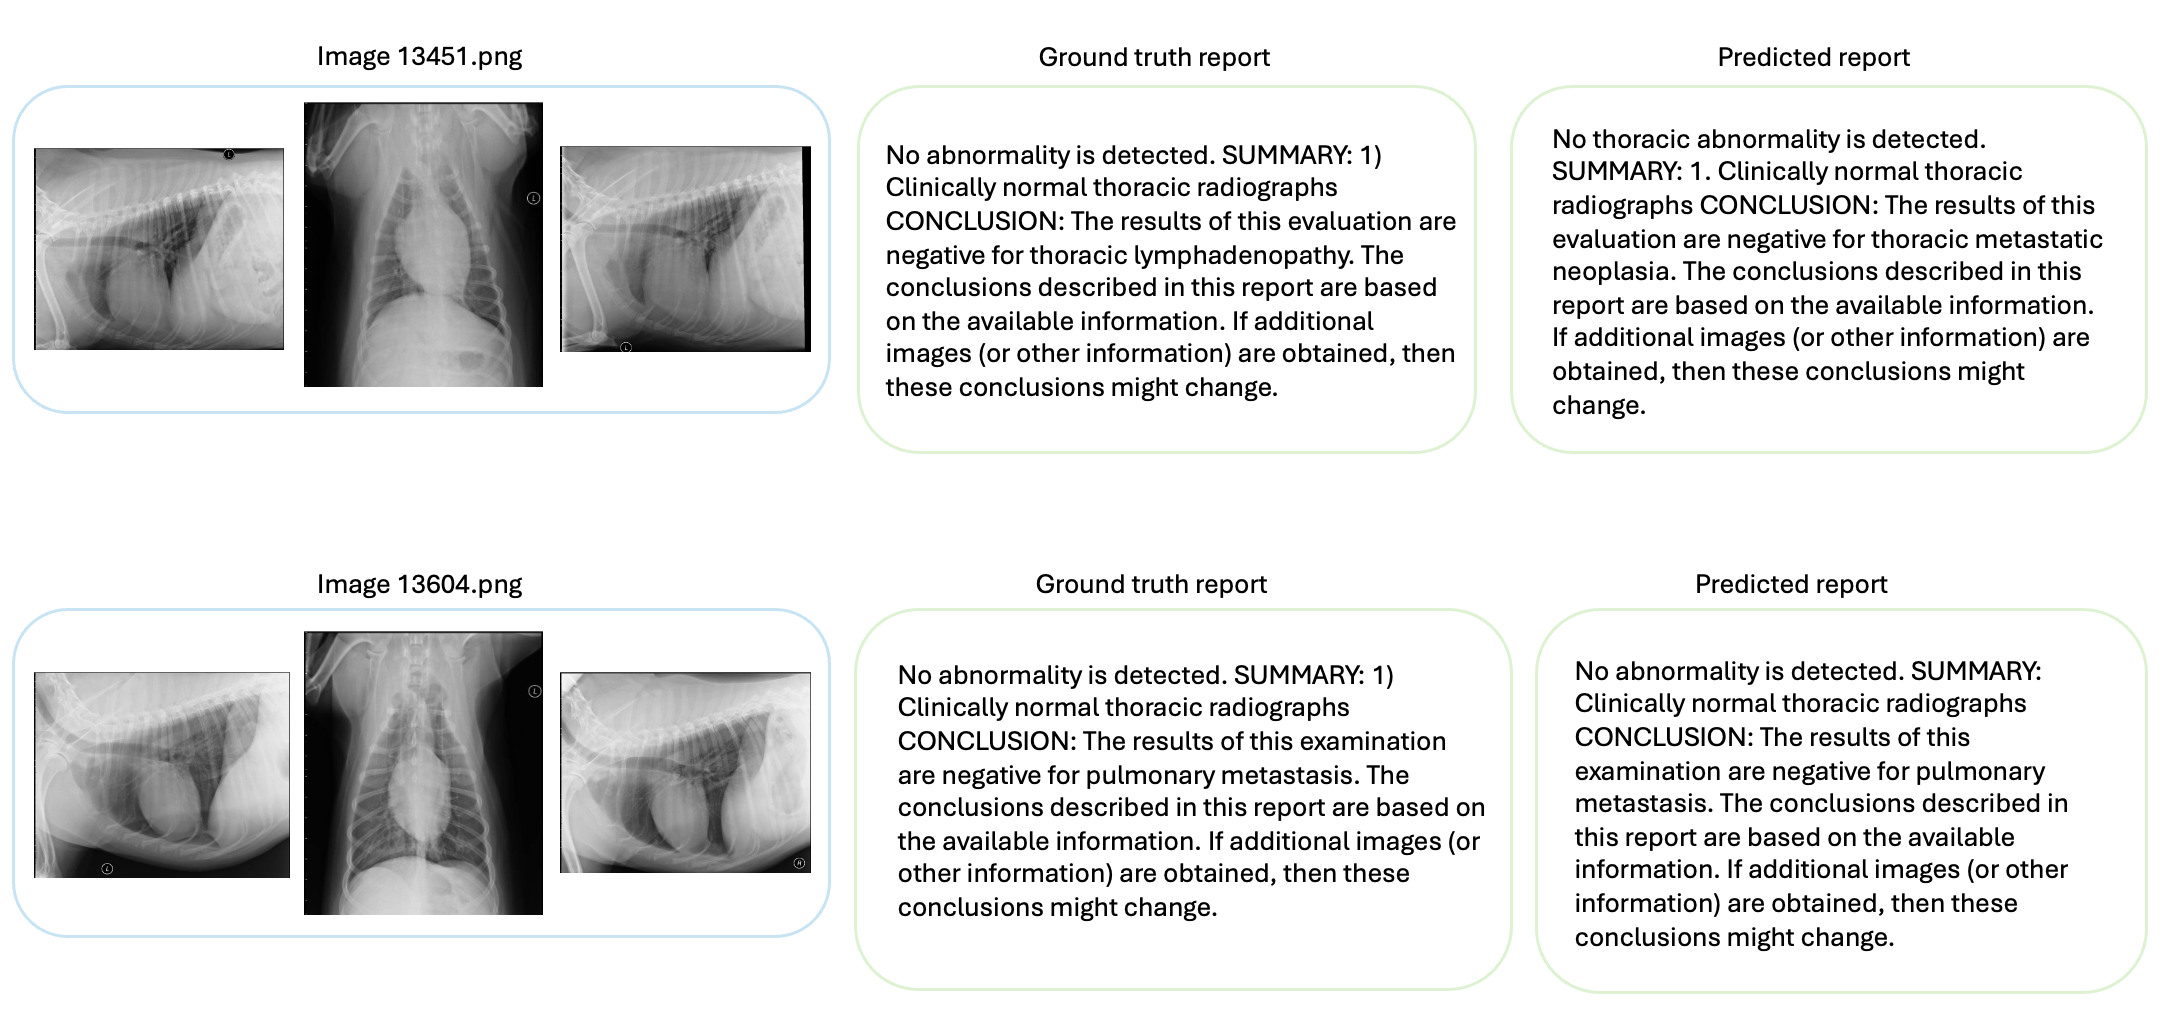 Image 13451.png
Ground truth report
Predicted report
L
L
L
No abnormality is detected. SUMMARY: 1)
Clinically normal thoracic radiographs
CONCLUSION: The results of this evaluation are
negative for thoracic lymphadenopathy. The
conclusions described in this report are based
on the available information. If additional
images (or other information) are obtained, then
these conclusions might change.
No thoracic abnormality is detected.
SUMMARY: 1. Clinically normal thoracic
radiographs CONCLUSION: The results of this
evaluation are negative for thoracic metastatic
neoplasia. The conclusions described in this
report are based on the available information.
If additional images (or other information) are
obtained, then these conclusions might
change.
Image 13604.png
Ground truth report
Predicted report
L
L
R
No abnormality is detected. SUMMARY: 1)
Clinically normal thoracic radiographs
CONCLUSION: The results of this examination
are negative for pulmonary metastasis. The
conclusions described in this report are based on
the available information. If additional images (or
other information) are obtained, then these
conclusions might change.
No abnormality is detected. SUMMARY:
Clinically normal thoracic radiographs
CONCLUSION: The results of this
examination are negative for pulmonary
metastasis. The conclusions described in
this report are based on the available
information. If additional images (or other
information) are obtained, then these
conclusions might change.